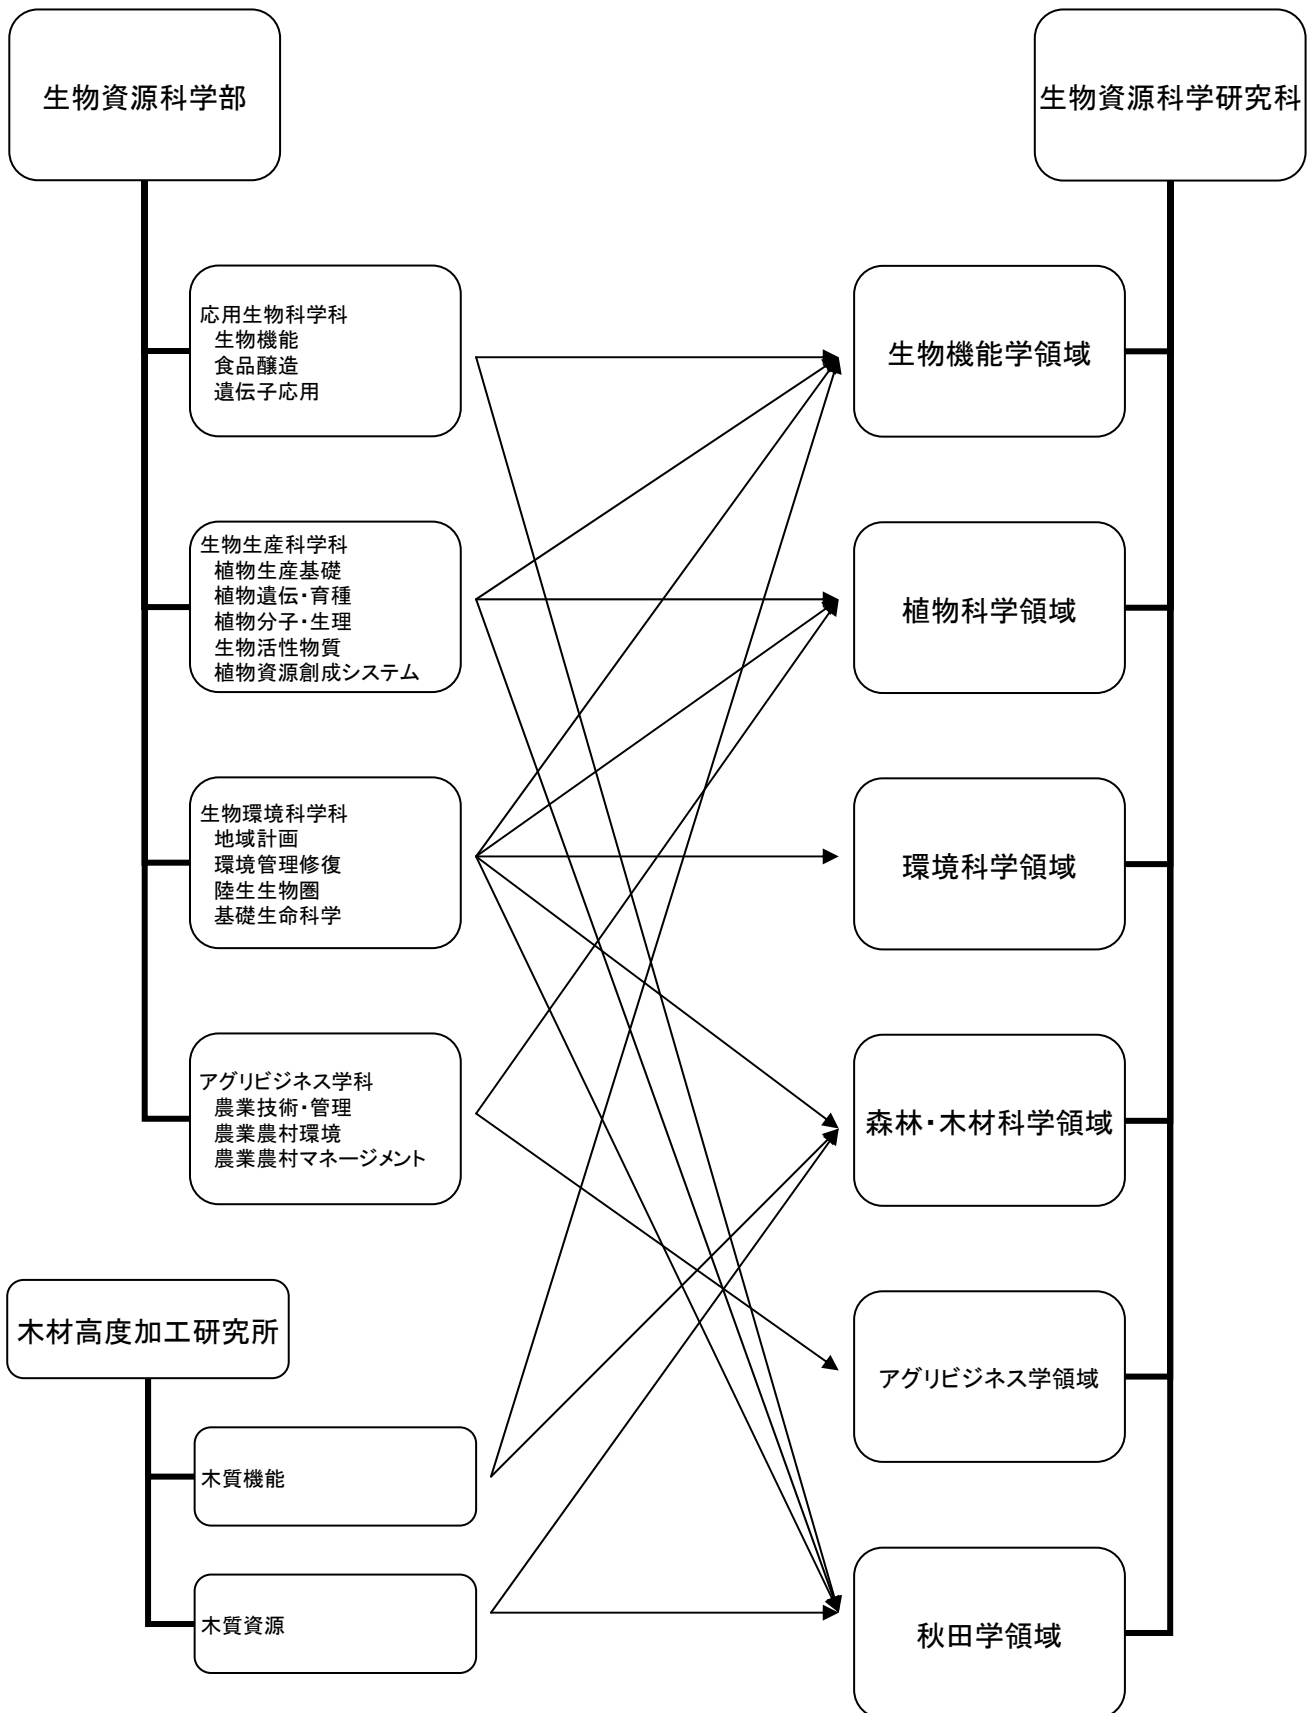 生物資源科学部
生物資源科学研究科
応用生物科学科
生物機能
食品醸造
遺伝子応用
生物機能学領域
生物生産科学科
植物生産基礎
植物遺伝・育種
植物分子・生理
生物活性物質
植物資源創成システム
植物科学領域
生物環境科学科
地域計画
環境管理修復
陸生生物圏
基礎生命科学
環境科学領域
アグリビジネス学科
農業技術・管理
農業農村環境
農業農村マネージメント
森林・木材科学領域
木材高度加工研究所
アグリビジネス学領域
木質機能
木質資源
秋田学領域